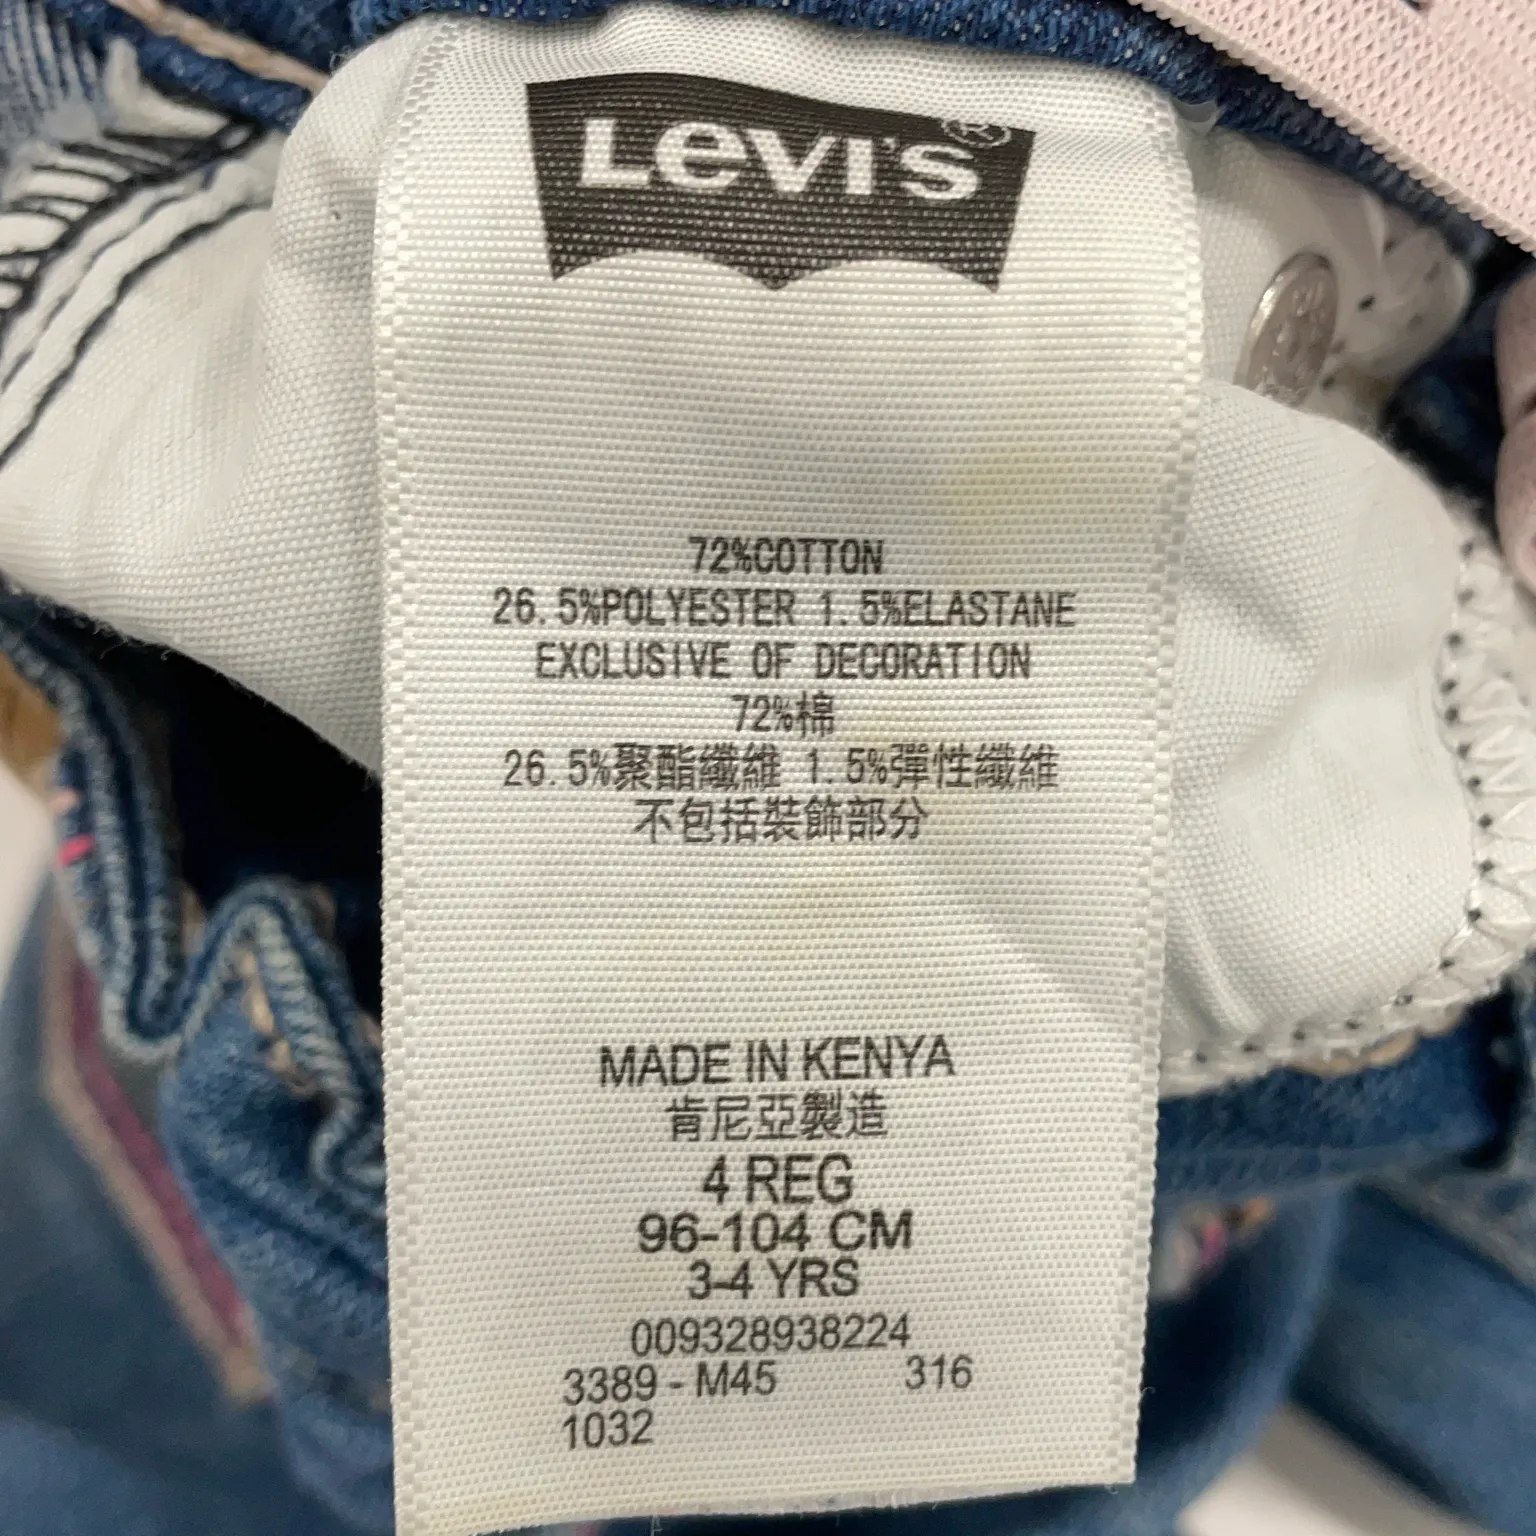 LEVI'S®
72%COTTON
26.5%POLYESTER 1.5%ELASTANE
EXCLUSIVE OF DECORATION
72%棉
26.5%聚酯纖維 1.5%彈性纖維
不包括裝飾部分
MADE IN KENYA
肯尼亞製造
4 REG
96-104 CM
3-4 YRS
009328938224
3389 - M45 316
1032